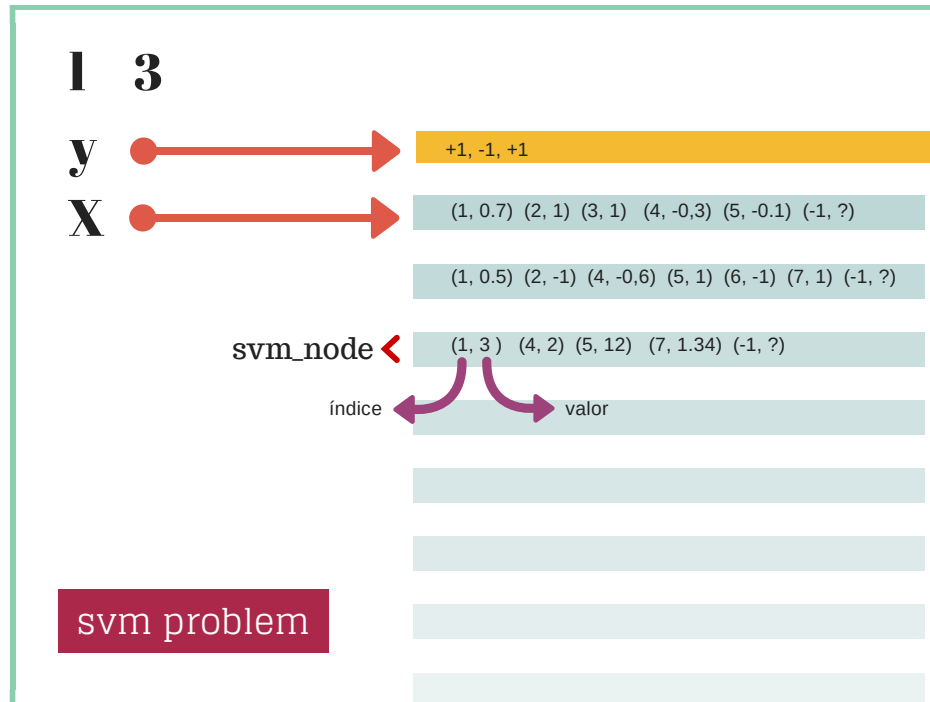 l 3
y
+1, -1, +1
X
(1, 0.7) (2, 1) (3, 1) (4, -0,3) (5, -0.1) (-1, ?)
(1, 0.5) (2, -1) (4, -0,6) (5, 1) (6, -1) (7, 1) (-1, ?)
svm_node
(1, 3 ) (4, 2) (5, 12) (7, 1.34) (-1, ?)
índice
valor
svm problem